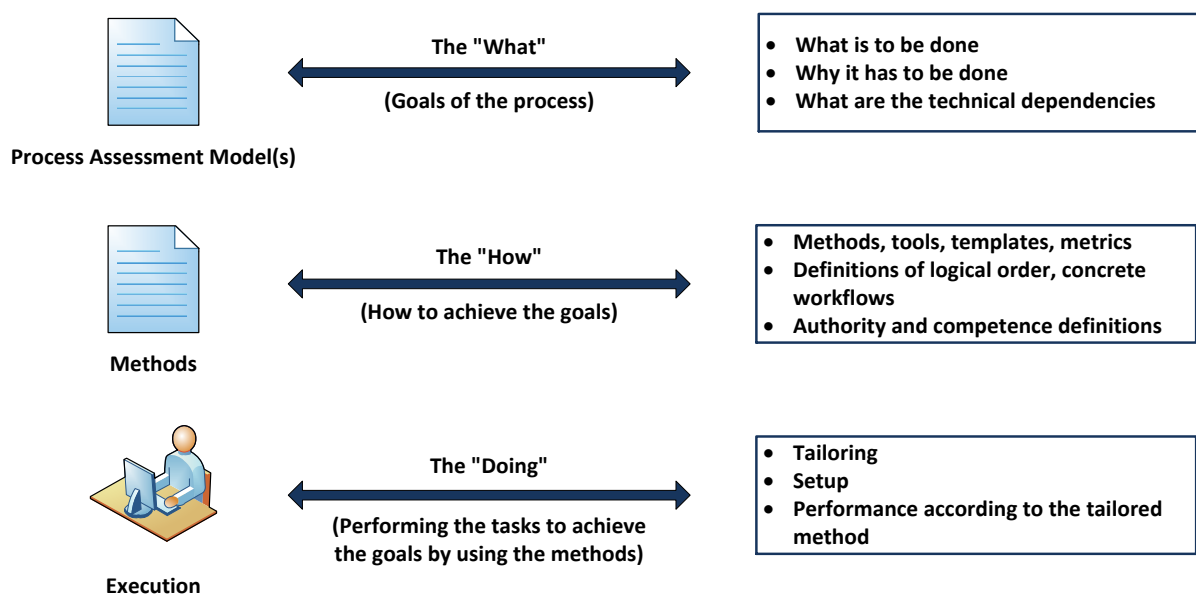 The "What"
(Goals of the process)
Process Assessment Model(s)
• What is to be done
• Why it has to be done
• What are the technical dependencies
The "How"
(How to achieve the goals)
Methods
• Methods, tools, templates, metrics
• Definitions of logical order, concrete
workflows
• Authority and competence definitions
The "Doing"
(Performing the tasks to achieve
the goals by using the methods)
Execution
• Tailoring
• Setup
• Performance according to the tailored
method